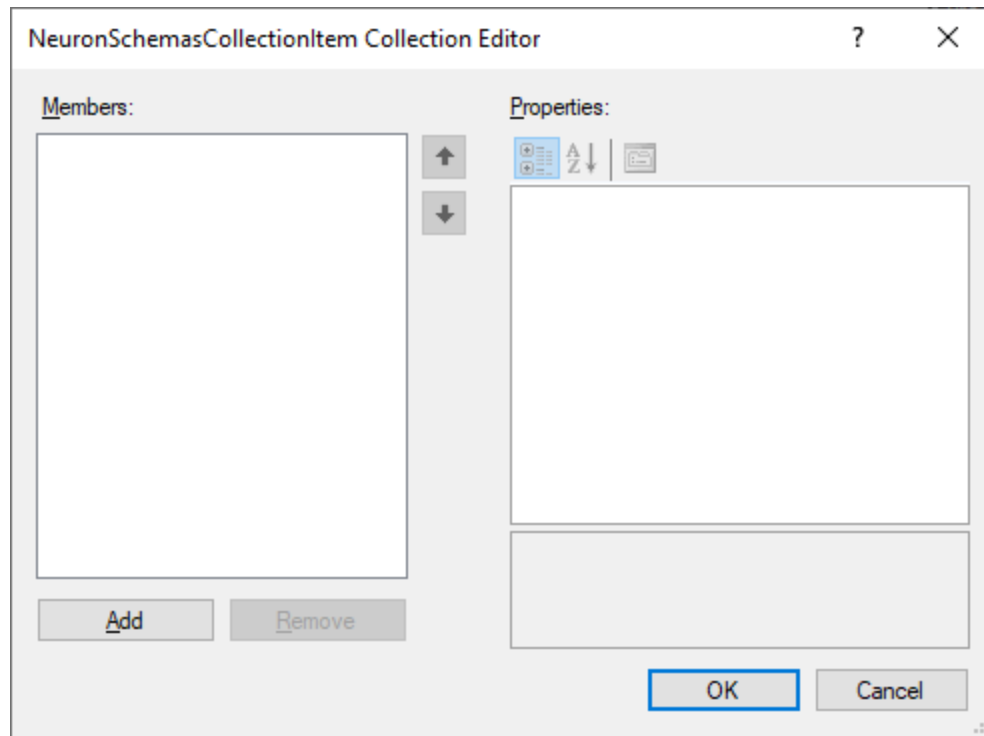 NeuronSchemasCollectionItem Collection Editor
Members:
Properties:
Add
Remove
OK
Cancel